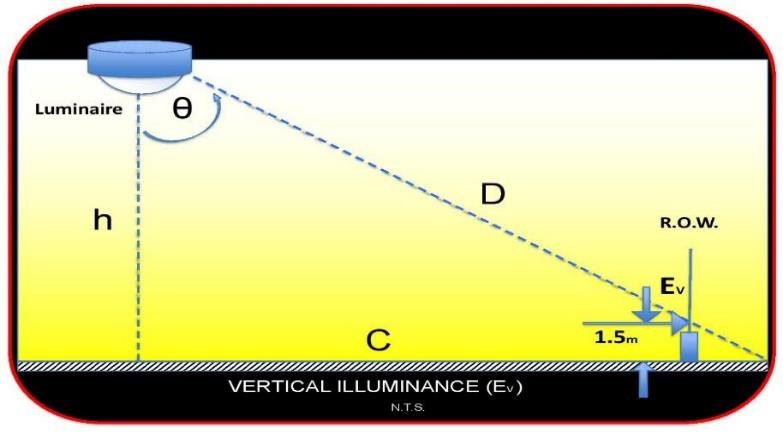 Luminaire
θ
h
D
R.O.W.
Ev
1.5m
C
VERTICAL ILLUMINANCE (Ev)
N.T.S.